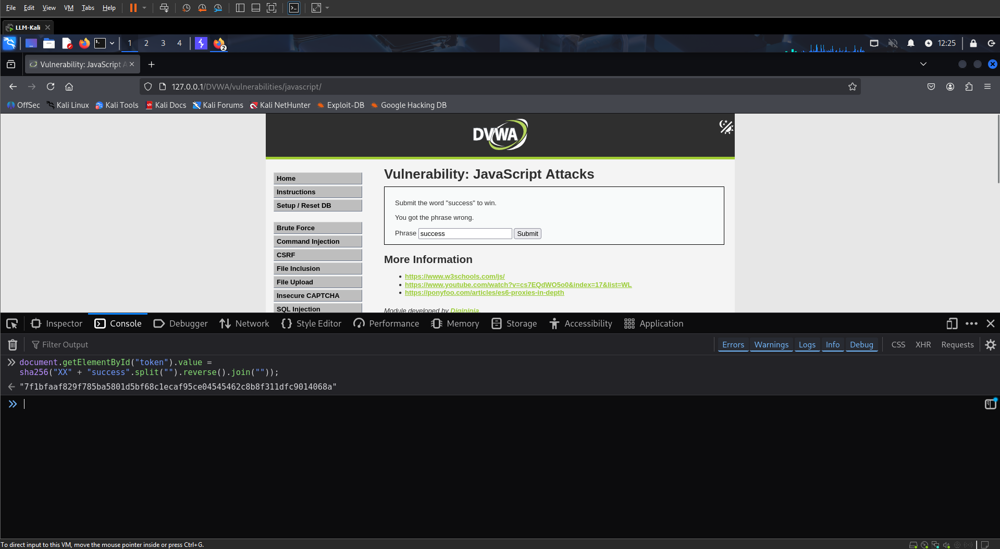 File Edit View VM Tabs Help
LLM-Kali
1 2 3 4 2 12:25
Vulnerability: JavaScript A
127.0.0.1/DVWA/vulnerabilities/javascript/
OffSec Kali Linux Kali Tools Kali Docs Kali Forums Kali NetHunter Exploit-DB Google Hacking DB
DVWA
Home
Instructions
Setup / Reset DB
Brute Force
Command Injection
CSRF
File Inclusion
File Upload
Insecure CAPTCHA
SQL Injection
Vulnerability: JavaScript Attacks
Submit the word "success" to win.
You got the phrase wrong.
Phrase success Submit
More Information
https://www.w3schools.com/js/
https://www.youtube.com/watch?v=cs7EQdWO5o0&index=17&list=WL
https://ponyfoo.com/articles/es6-proxies-in-depth
Module developed by Digininja.
Inspector Console Debugger Network Style Editor Performance Memory Storage Accessibility Application
Filter Output Errors Warnings Logs Info Debug CSS XHR Requests
document.getElementById("token").value =
sha256("XX" + "success".split("").reverse().join(""));
"7f1bfaaf829f785ba5801d5bf68c1ecaf95ce04545462c8b8f311dfc9014068a"
To direct input to this VM, move the mouse pointer inside or press Ctrl+G.